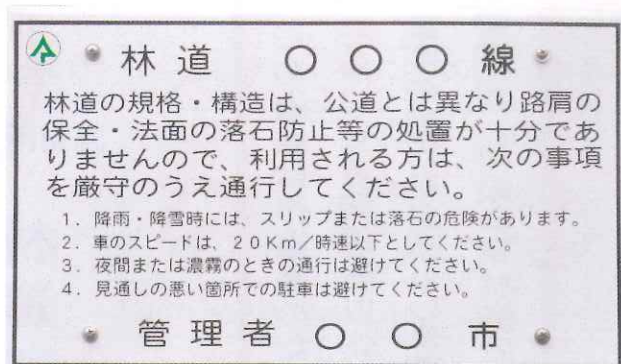 林道 〇〇〇線
林道の規格・構造は、公道とは異なり路肩の
保全・法面の落石防止等の処置が十分であ
りませんので、利用される方は、次の事項
を厳守のうえ通行してください。
1．降雨・降雪時には、スリップまたは落石の危険があります。
2．車のスピードは、20Km／時速以下としてください。
3．夜間または濃霧のときの通行は避けてください。
4．見通しの悪い箇所での駐車は避けてください。
管理者 〇〇市